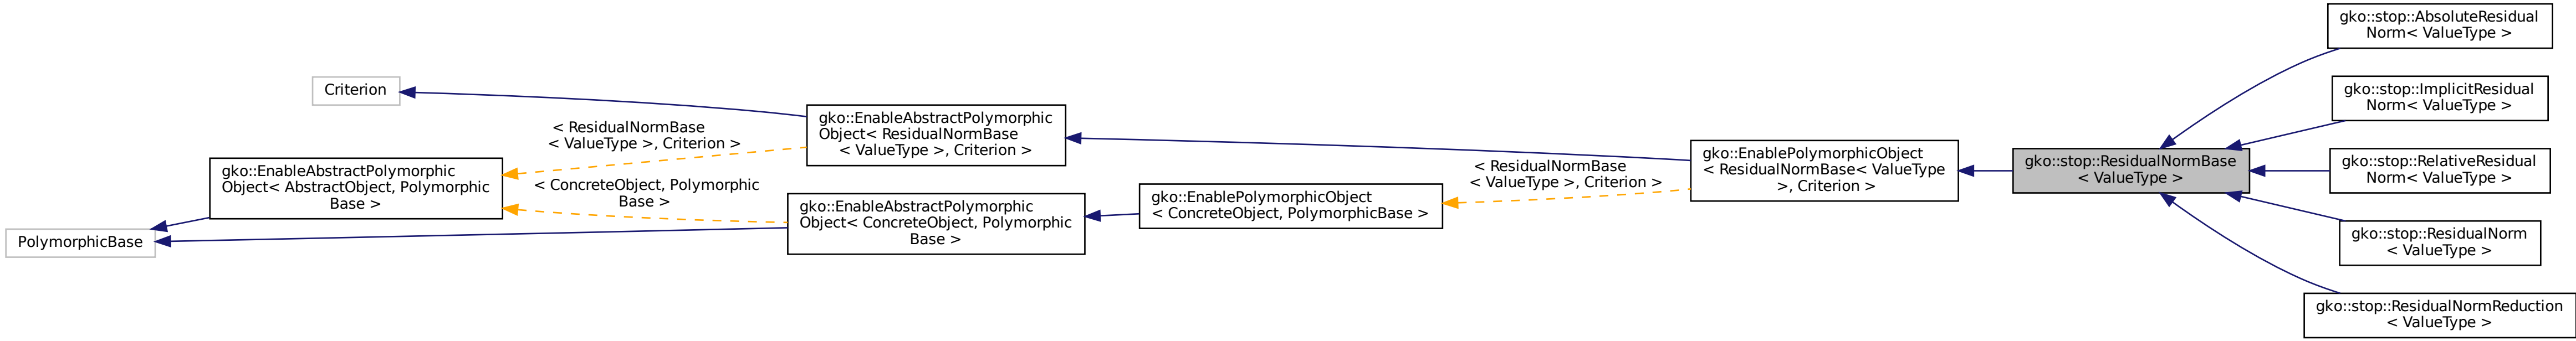 gko::stop::AbsoluteResidual
Norm< ValueType >
Criterion
gko::stop::ImplicitResidual
Norm< ValueType >
gko::EnableAbstractPolymorphic
Object< ResidualNormBase
< ValueType >, Criterion >
< ResidualNormBase
< ValueType >, Criterion >
gko::EnablePolymorphicObject
< ResidualNormBase< ValueType
>, Criterion >
gko::stop::ResidualNormBase
< ValueType >
gko::stop::RelativeResidual
Norm< ValueType >
gko::EnableAbstractPolymorphic
Object< AbstractObject, Polymorphic
Base >
< ResidualNormBase
< ValueType >, Criterion >
< ConcreteObject, Polymorphic
Base >
gko::EnablePolymorphicObject
< ConcreteObject, PolymorphicBase >
gko::EnableAbstractPolymorphic
Object< ConcreteObject, Polymorphic
Base >
PolymorphicBase
gko::stop::ResidualNorm
< ValueType >
gko::stop::ResidualNormReduction
< ValueType >